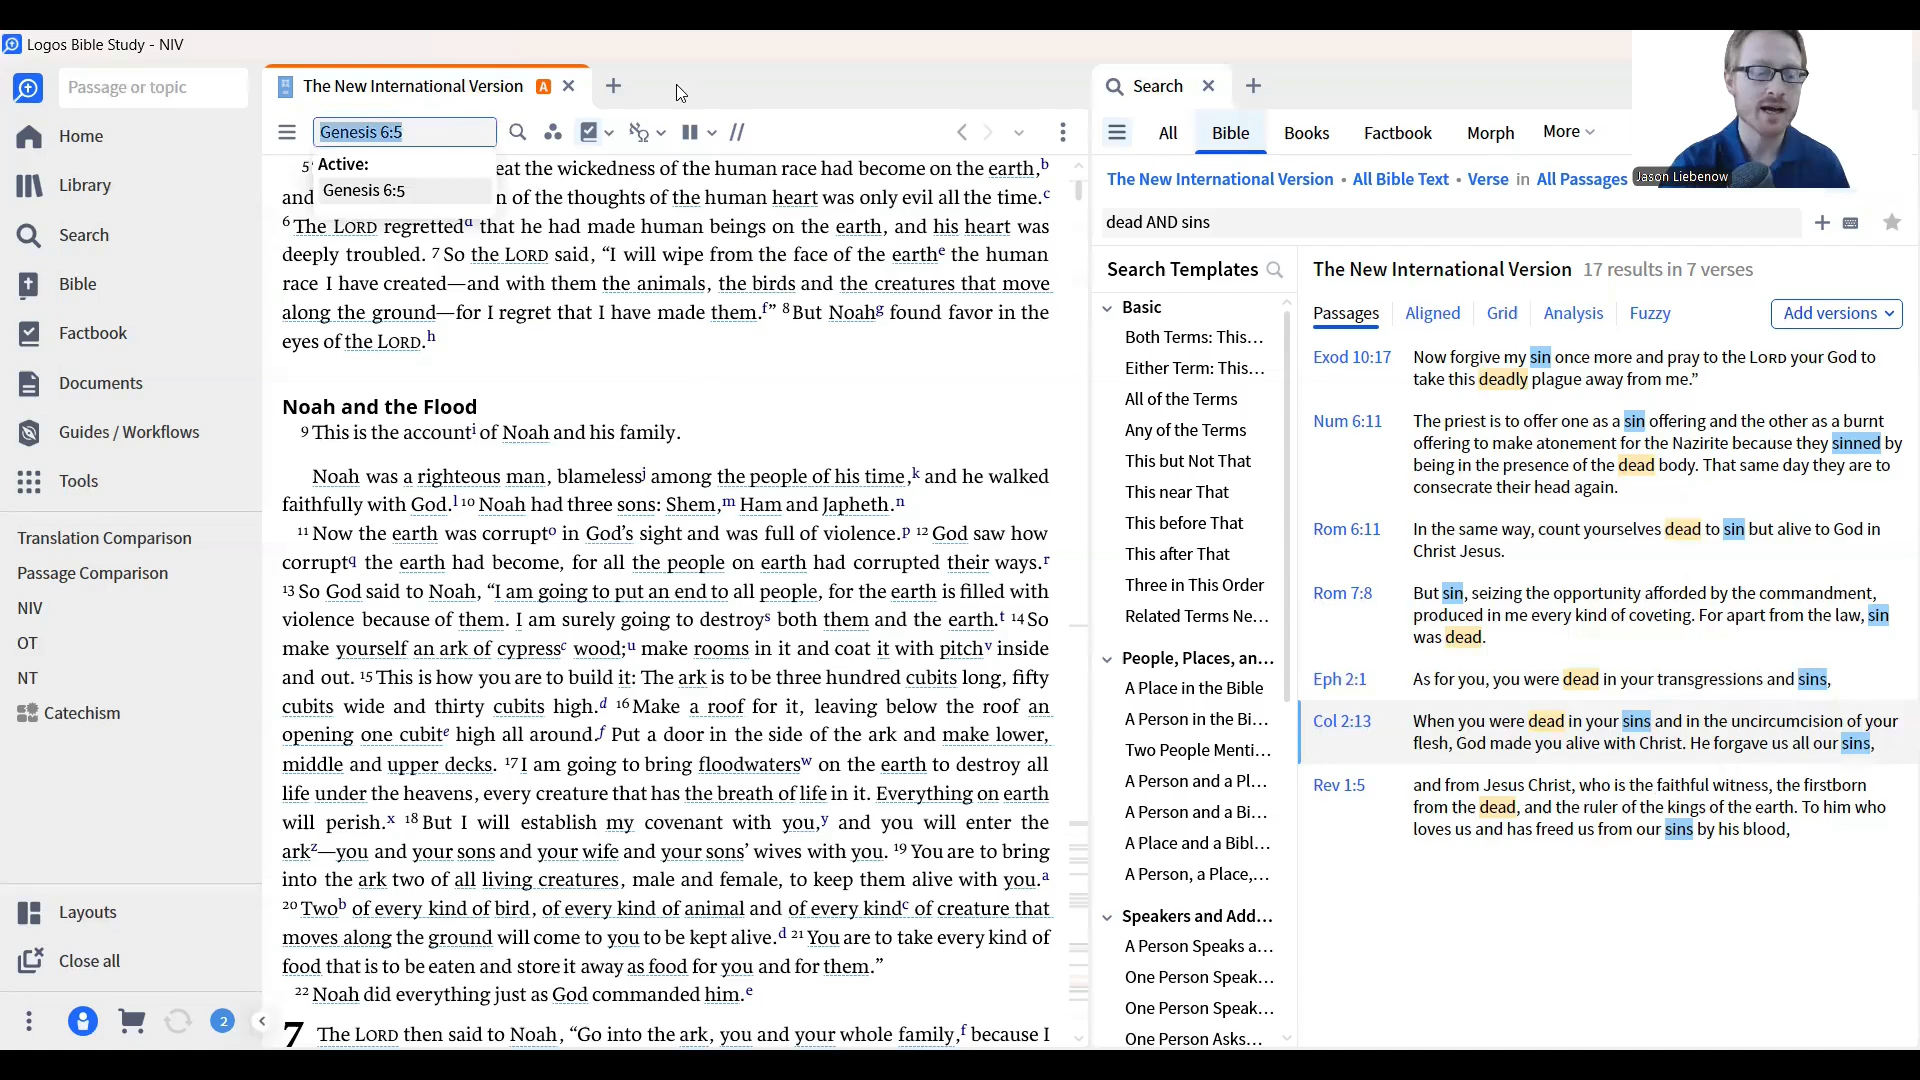 Logos Bible Study - NIV
Passage or topic
Home
Library
Search
Bible
Factbook
Documents
Guides / Workflows
Tools
Translation Comparison
Passage Comparison
NIV
OT
NT
Catechism
Layouts
Close all
2
The New International Version A
Genesis 6:5
Active:
Genesis 6:5
5 eat the wickedness of the human race had become on the earth,b
and n of the thoughts of the human heart was only evil all the time.c
6 The LORD regrettedd that he had made human beings on the earth, and his heart was
deeply troubled. 7 So the LORD said, “I will wipe from the face of the earthe the human
race I have created—and with them the animals, the birds and the creatures that move
along the ground—for I regret that I have made them.f” 8 But Noahg found favor in the
eyes of the LORD.h
Noah and the Flood
9 This is the accounti of Noah and his family.
Noah was a righteous man, blamelessj among the people of his time,k and he walked
faithfully with God.l 10 Noah had three sons: Shem,m Ham and Japheth.n
11 Now the earth was corrupto in God’s sight and was full of violence.p 12 God saw how
corruptq the earth had become, for all the people on earth had corrupted their ways.r
13 So God said to Noah, “I am going to put an end to all people, for the earth is filled with
violence because of them. I am surely going to destroys both them and the earth.t 14 So
make yourself an ark of cypressc wood;u make rooms in it and coat it with pitchv inside
and out. 15 This is how you are to build it: The ark is to be three hundred cubits long, fifty
cubits wide and thirty cubits high.d 16 Make a roof for it, leaving below the roof an
opening one cubite high all around.f Put a door in the side of the ark and make lower,
middle and upper decks. 17 I am going to bring floodwatersw on the earth to destroy all
life under the heavens, every creature that has the breath of life in it. Everything on earth
will perish.x 18 But I will establish my covenant with you,y and you will enter the
arkz—you and your sons and your wife and your sons’ wives with you. 19 You are to bring
into the ark two of all living creatures, male and female, to keep them alive with you.a
20 Twob of every kind of bird, of every kind of animal and of every kindc of creature that
moves along the ground will come to you to be kept alive.d 21 You are to take every kind of
food that is to be eaten and store it away as food for you and for them.”
22 Noah did everything just as God commanded him.e
7 The LORD then said to Noah, “Go into the ark, you and your whole family,f because I
Search
All Bible Books Factbook Morph More
The New International Version • All Bible Text • Verse in All Passages
dead AND sins
Search Templates
Basic
Both Terms: This…
Either Term: This…
All of the Terms
Any of the Terms
This but Not That
This near That
This before That
This after That
Three in This Order
Related Terms Ne…
People, Places, an…
A Place in the Bible
A Person in the Bi…
Two People Menti…
A Person and a Pl…
A Person and a Bi…
A Place and a Bibl…
A Person, a Place,…
Speakers and Add…
A Person Speaks a…
One Person Speak…
One Person Speak…
One Person Asks…
The New International Version 17 results in 7 verses
Passages Aligned Grid Analysis Fuzzy Add versions
Exod 10:17 Now forgive my sin once more and pray to the LORD your God to
take this deadly plague away from me.”
Num 6:11 The priest is to offer one as a sin offering and the other as a burnt
offering to make atonement for the Nazirite because they sinned by
being in the presence of the dead body. That same day they are to
consecrate their head again.
Rom 6:11 In the same way, count yourselves dead to sin but alive to God in
Christ Jesus.
Rom 7:8 But sin, seizing the opportunity afforded by the commandment,
produced in me every kind of coveting. For apart from the law, sin
was dead.
Eph 2:1 As for you, you were dead in your transgressions and sins,
Col 2:13 When you were dead in your sins and in the uncircumcision of your
flesh, God made you alive with Christ. He forgave us all our sins,
Rev 1:5 and from Jesus Christ, who is the faithful witness, the firstborn
from the dead, and the ruler of the kings of the earth. To him who
loves us and has freed us from our sins by his blood,
Jason Liebenow